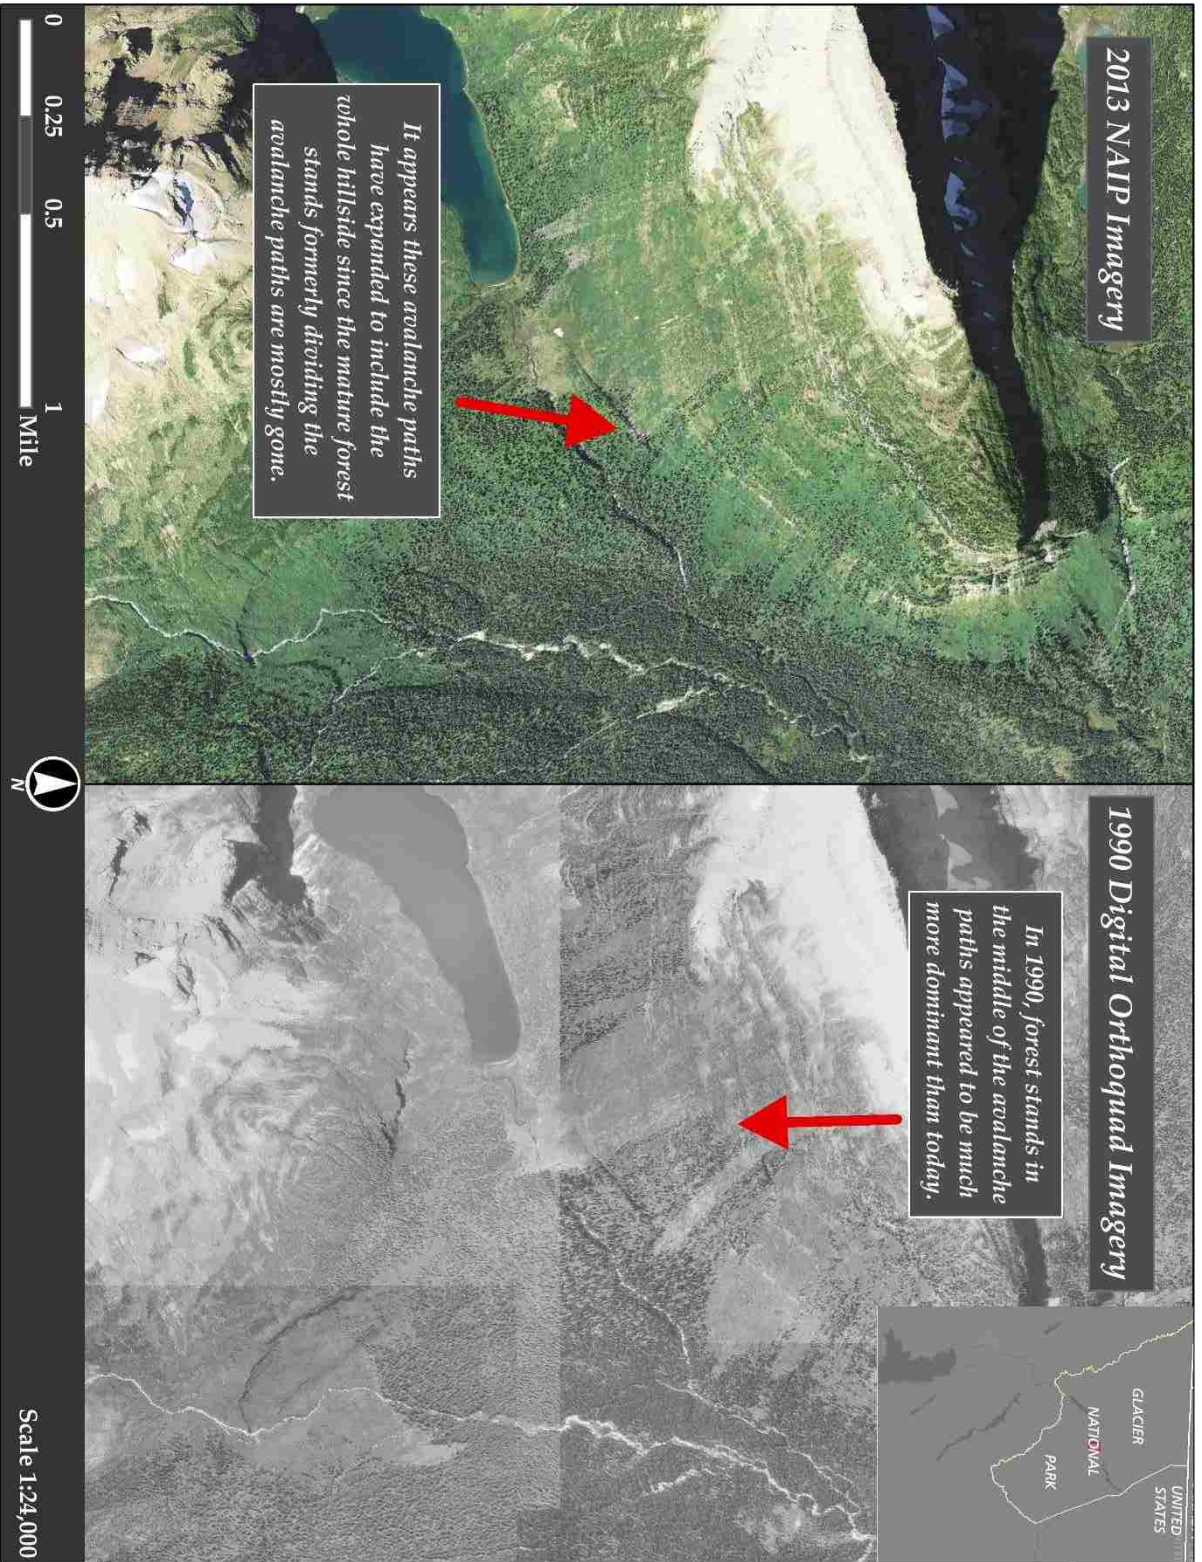 2013 NAIP Imagery
It appears these avalanche paths
have expanded to include the
whole hillside since the mature forest
stands formerly dividing the
avalanche paths are mostly gone.
1990 Digital Orthoquad Imagery
In 1990, forest stands in
the middle of the avalanche
paths appeared to be much
more dominant than today.
GLACIER
NATIONAL
PARK
UNITED
STATES
0 0.25 0.5 1
Mile
N
Scale 1:24,000